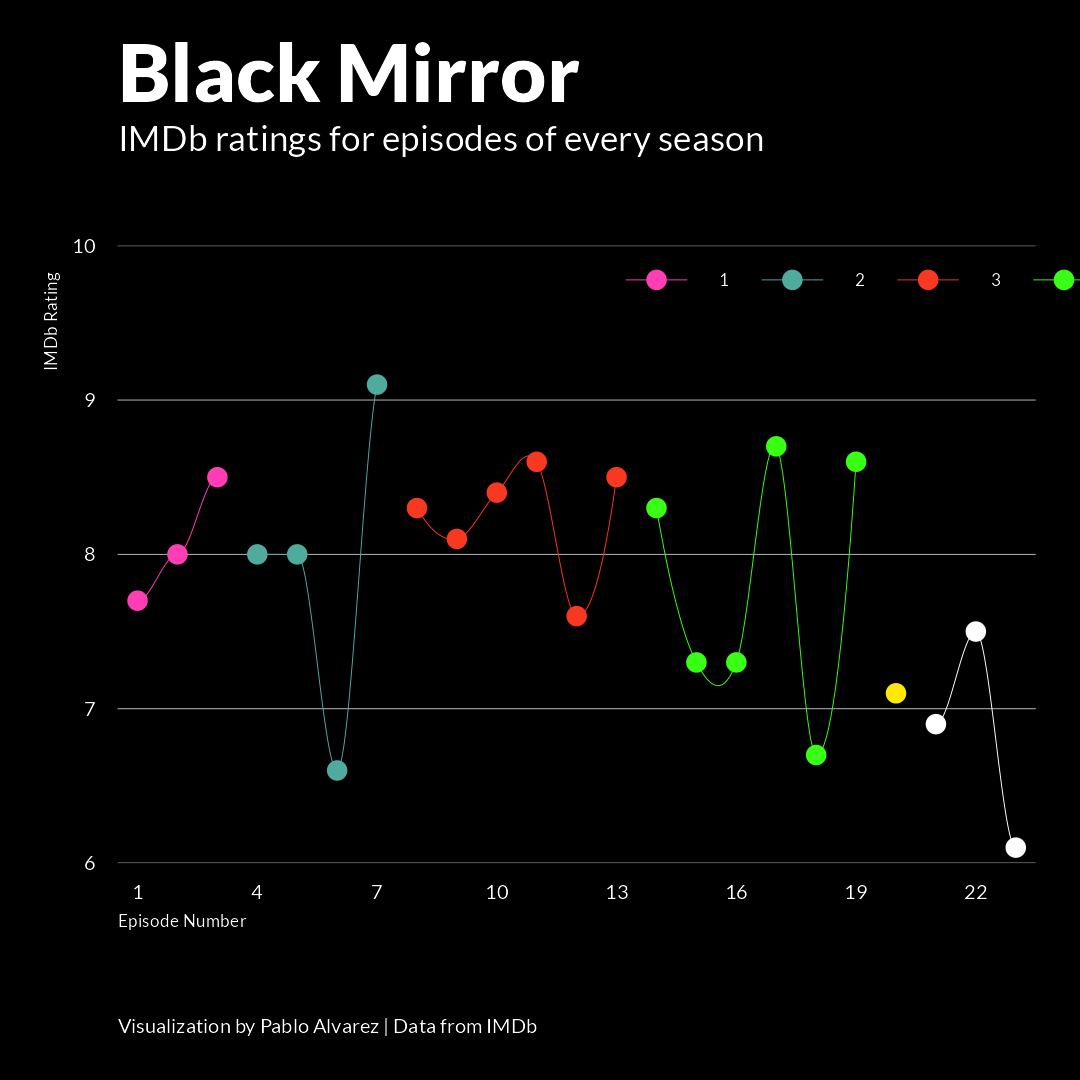 Black Mirror
IMDb ratings for episodes of every season
10
IMDb Rating
1 2 3
9
8
7
6
1 4 7 10 13 16 19 22
Episode Number
Visualization by Pablo Alvarez | Data from IMDb